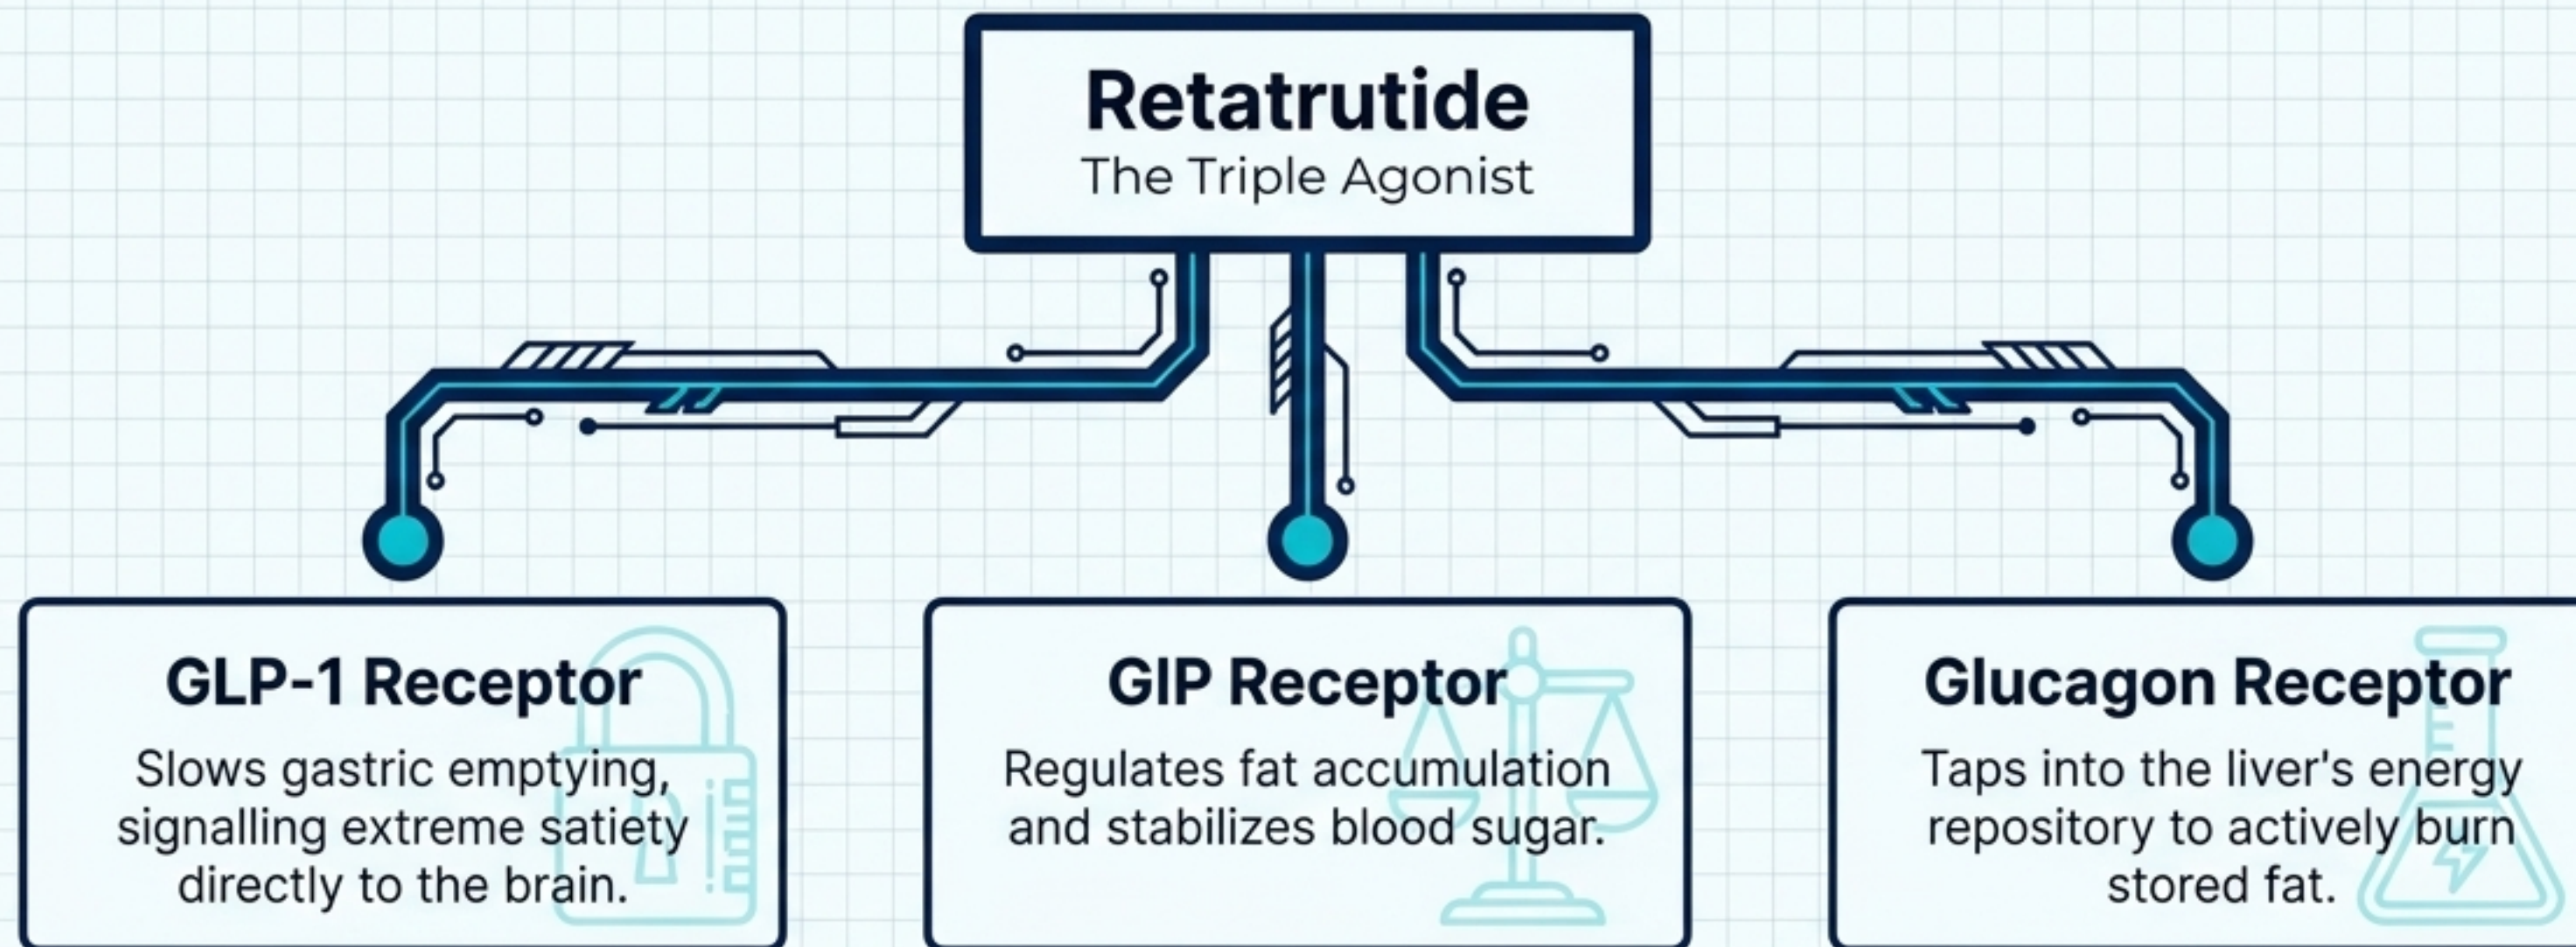 Retatrutide
The Triple Agonist
GLP-1 Receptor
Slows gastric emptying,
signalling extreme satiety
directly to the brain.
GIP Receptor
Regulates fat accumulation
and stabilizes blood sugar.
Glucagon Receptor
Taps into the liver's energy
repository to actively burn
stored fat.